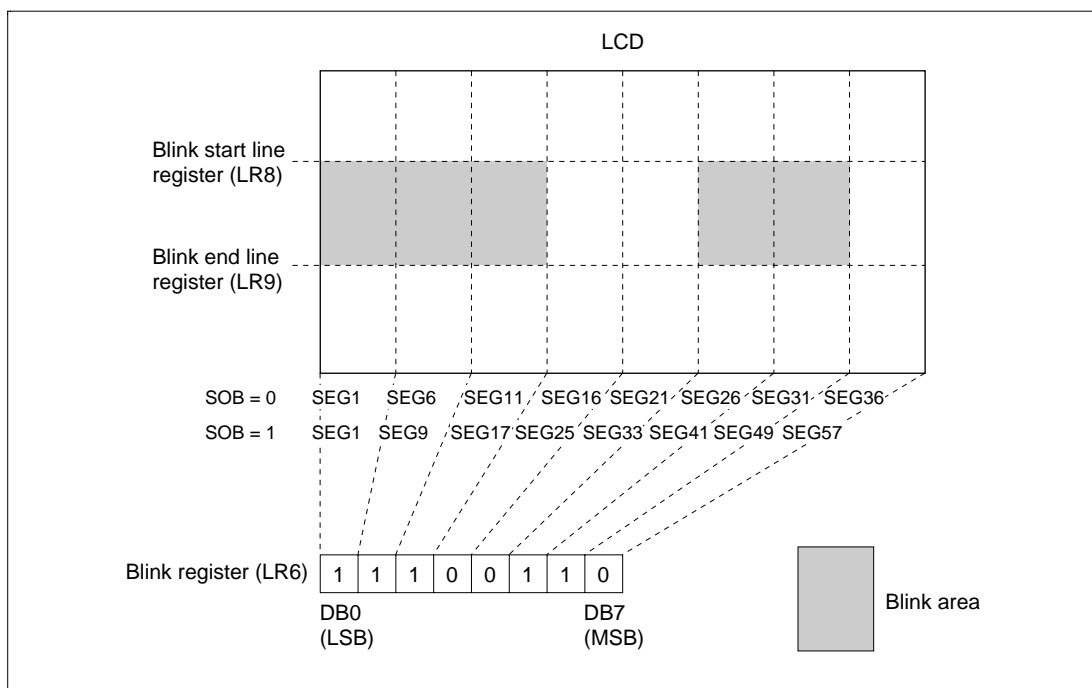 LCD
Blink start line
register (LR8)
Blink end line
register (LR9)
SOB = 0 SEG1 SEG6 SEG11 SEG16 SEG21 SEG26 SEG31 SEG36
SOB = 1 SEG1 SEG9 SEG17 SEG25 SEG33 SEG41 SEG49 SEG57
Blink register (LR6) 1 1 1 0 0 1 1 0
DB0 DB7
(LSB) (MSB)
Blink area